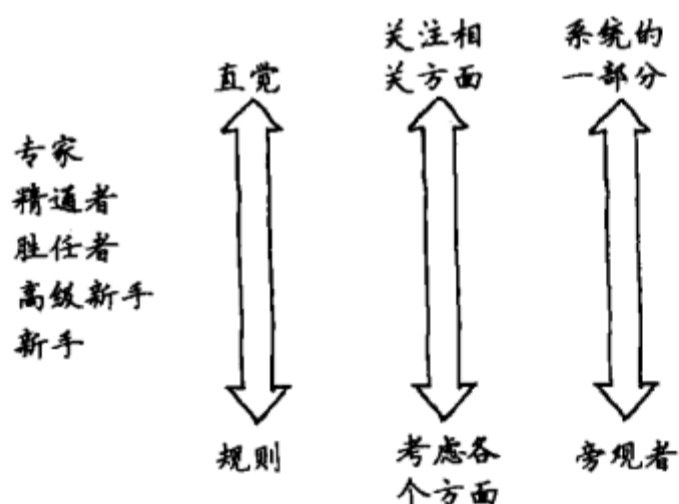 关注相
关方面
系统的
一部分
直觉
专家
精通者
胜任者
高级新手
新手
规则
考虑各
个方面
旁观者